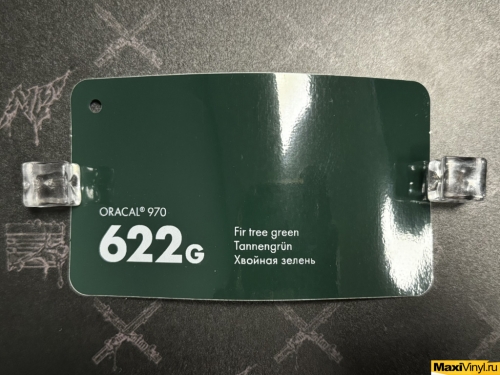 ORACAL® 970
622G
Fir tree green
Tannengrün
Хвойная зелень
MaxiVinyl.ru